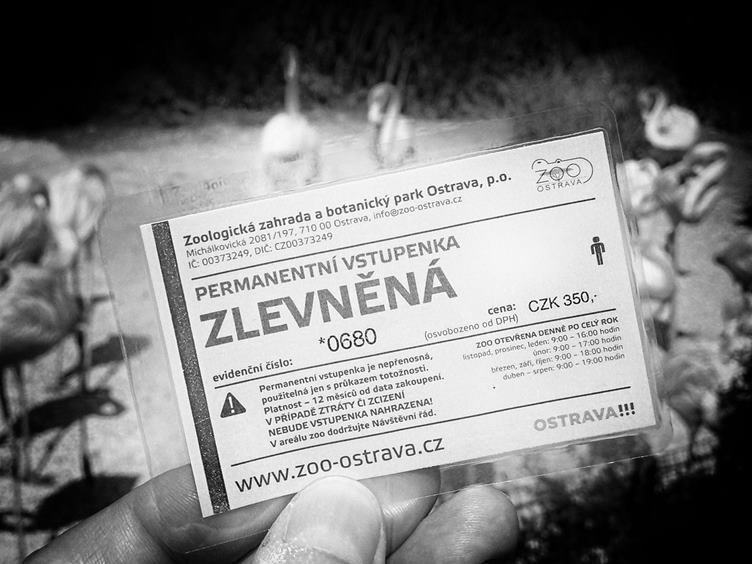 ZOO
OSTRAVA
Zoologická zahrada a botanický park Ostrava, p.o.
Michálkovická 2081/197, 710 00 Ostrava, info@zoo-ostrava.cz
IČ: 00373249, DIČ: CZ00373249
PERMANENTNÍ VSTUPENKA
ZLEVNĚNÁ
evidenční číslo: *0680
cena: CZK 350,-
(osvobozeno od DPH)
Permanentní vstupenka je nepřenosná,
použitelná jen s průkazem totožnosti.
Platnost – 12 měsíců od data zakoupení.
V PŘÍPADĚ ZTRÁTY ČI ZCIZENÍ
NEBUDE VSTUPENKA NAHRAZENA!
V areálu zoo dodržujte Návštěvní řád.
ZOO OTEVŘENA DENNĚ PO CELÝ ROK
listopad, prosinec, leden: 9:00 – 16:00 hodin
únor: 9:00 – 17:00 hodin
březen, září, říjen: 9:00 – 18:00 hodin
duben – srpen: 9:00 – 19:00 hodin
www.zoo-ostrava.cz
OSTRAVA!!!